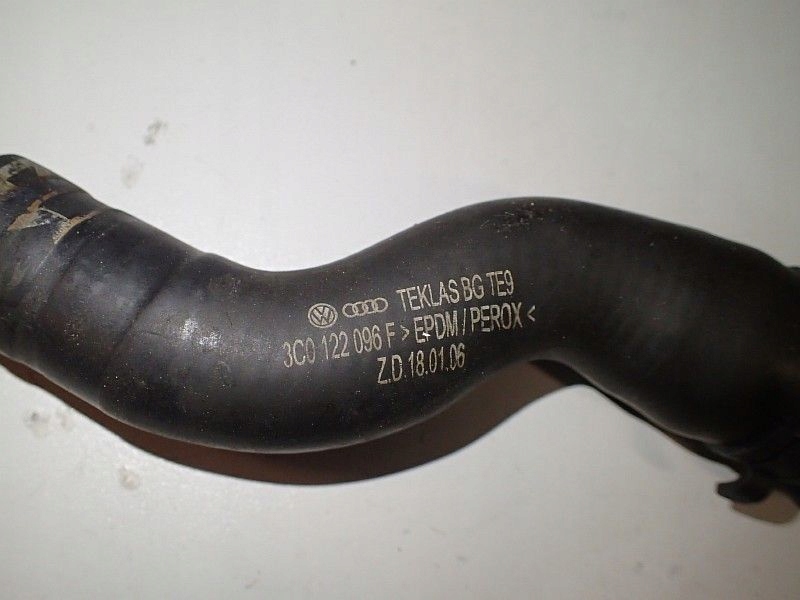 TEKLAS BG TE9
3C0 122 096 F > EPDM / PEROX <
Z.D.18.01.06